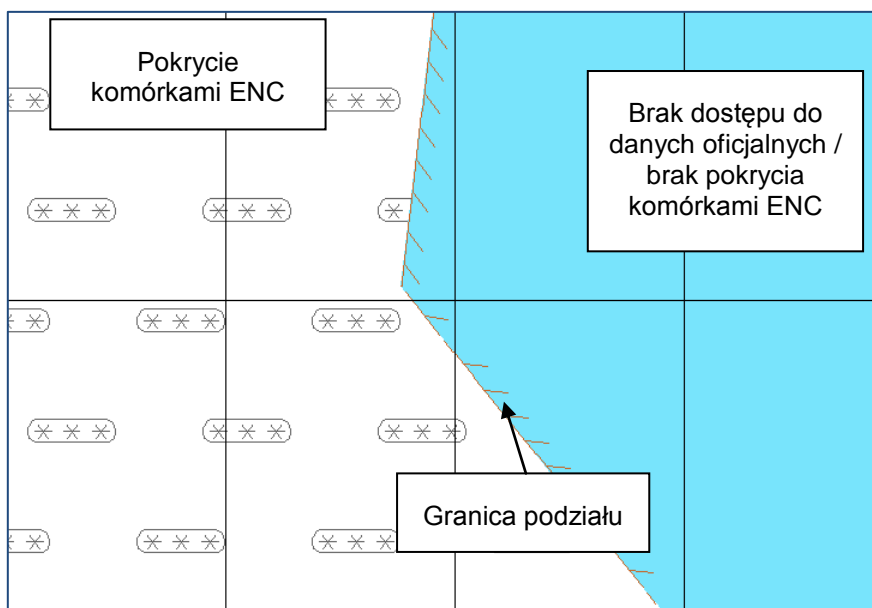 Pokrycie
komórkami ENC
Brak dostępu do
danych oficjalnych /
brak pokrycia
komórkami ENC
Granica podziału